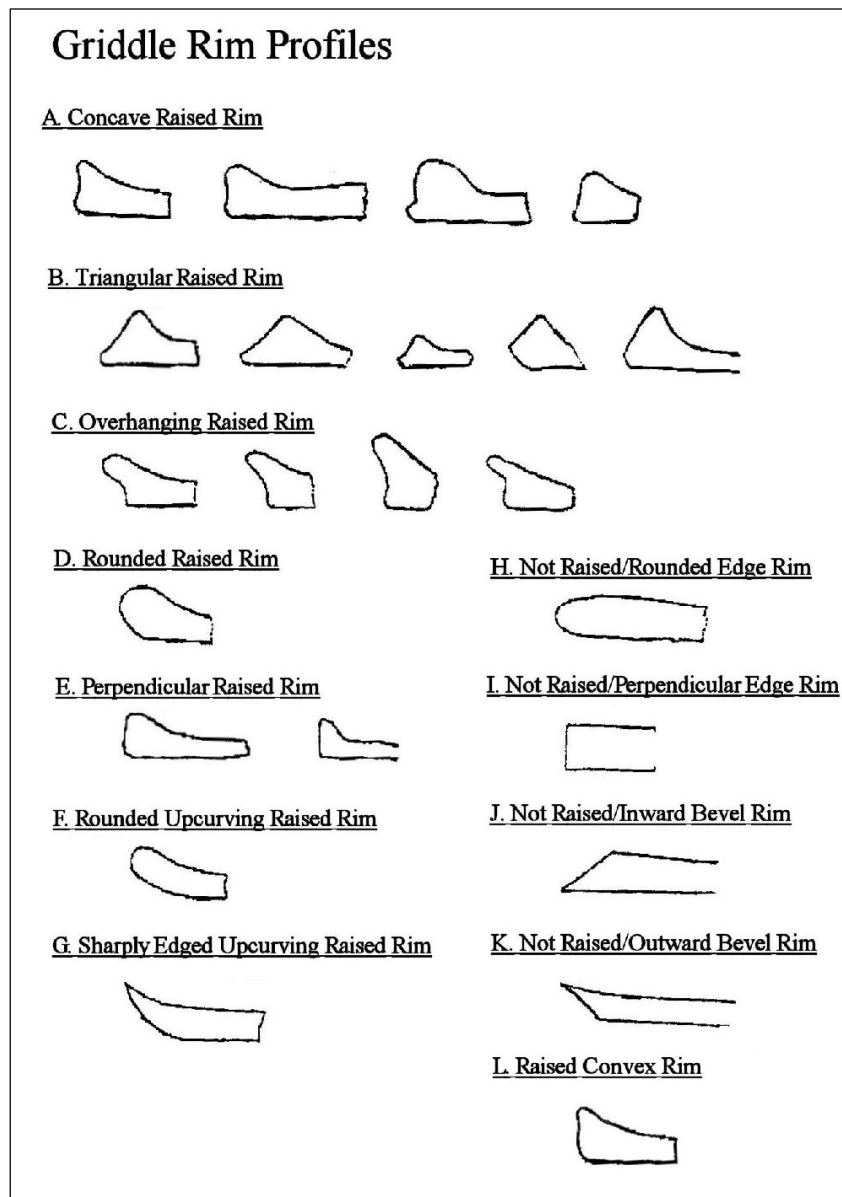 Griddle Rim Profiles
A. Concave Raised Rim
B. Triangular Raised Rim
C. Overhanging Raised Rim
D. Rounded Raised Rim
E. Perpendicular Raised Rim
F. Rounded Upcurving Raised Rim
G. Sharply Edged Upcurving Raised Rim
H. Not Raised/Rounded Edge Rim
I. Not Raised/Perpendicular Edge Rim
J. Not Raised/Inward Bevel Rim
K. Not Raised/Outward Bevel Rim
L. Raised Convex Rim